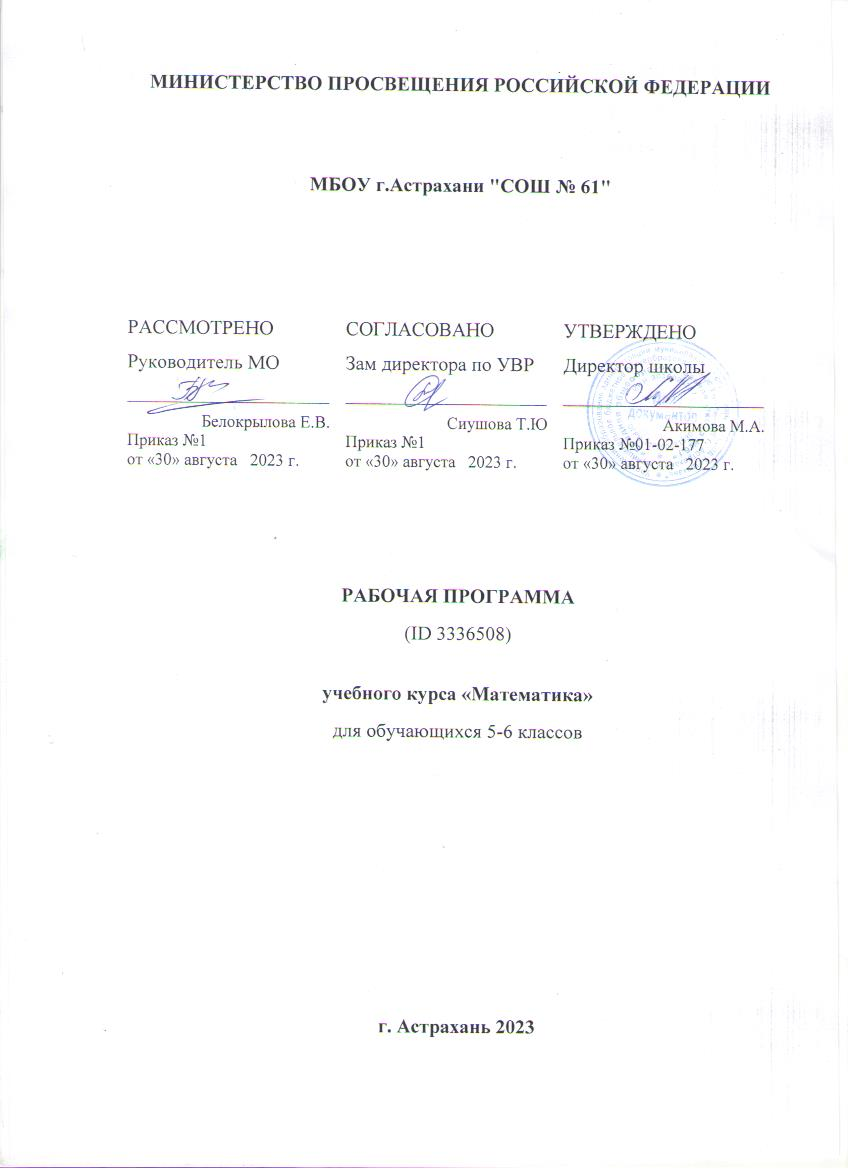 МИНИСТЕРСТВО ПРОСВЕЩЕНИЯ РОССИЙСКОЙ ФЕДЕРАЦИИ
МБОУ г.Астрахани "СОШ № 61"
РАССМОТРЕНО
Руководитель МО
Белокрылова Е.В.
Приказ №1
от «30» августа 2023 г.
СОГЛАСОВАНО
Зам директора по УВР
Сиушова Т.Ю
Приказ №1
от «30» августа 2023 г.
УТВЕРЖДЕНО
Директор школы
Акимова М.А.
Приказ №01-02-177
от «30» августа 2023 г.
РАБОЧАЯ ПРОГРАММА
(ID 3336508)
учебного курса «Математика»
для обучающихся 5-6 классов
г. Астрахань 2023